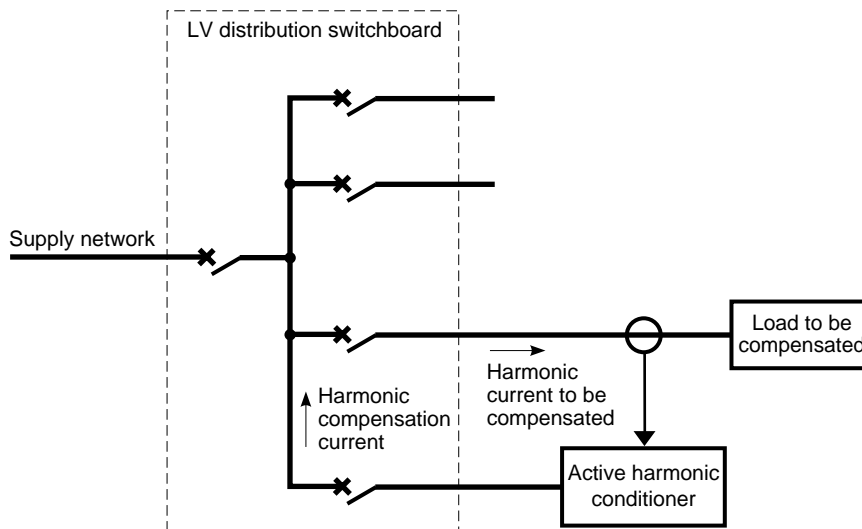 LV distribution switchboard
Supply network
Load to be
compensated
Harmonic
current to be
compensated
Harmonic
compensation
current
Active harmonic
conditioner